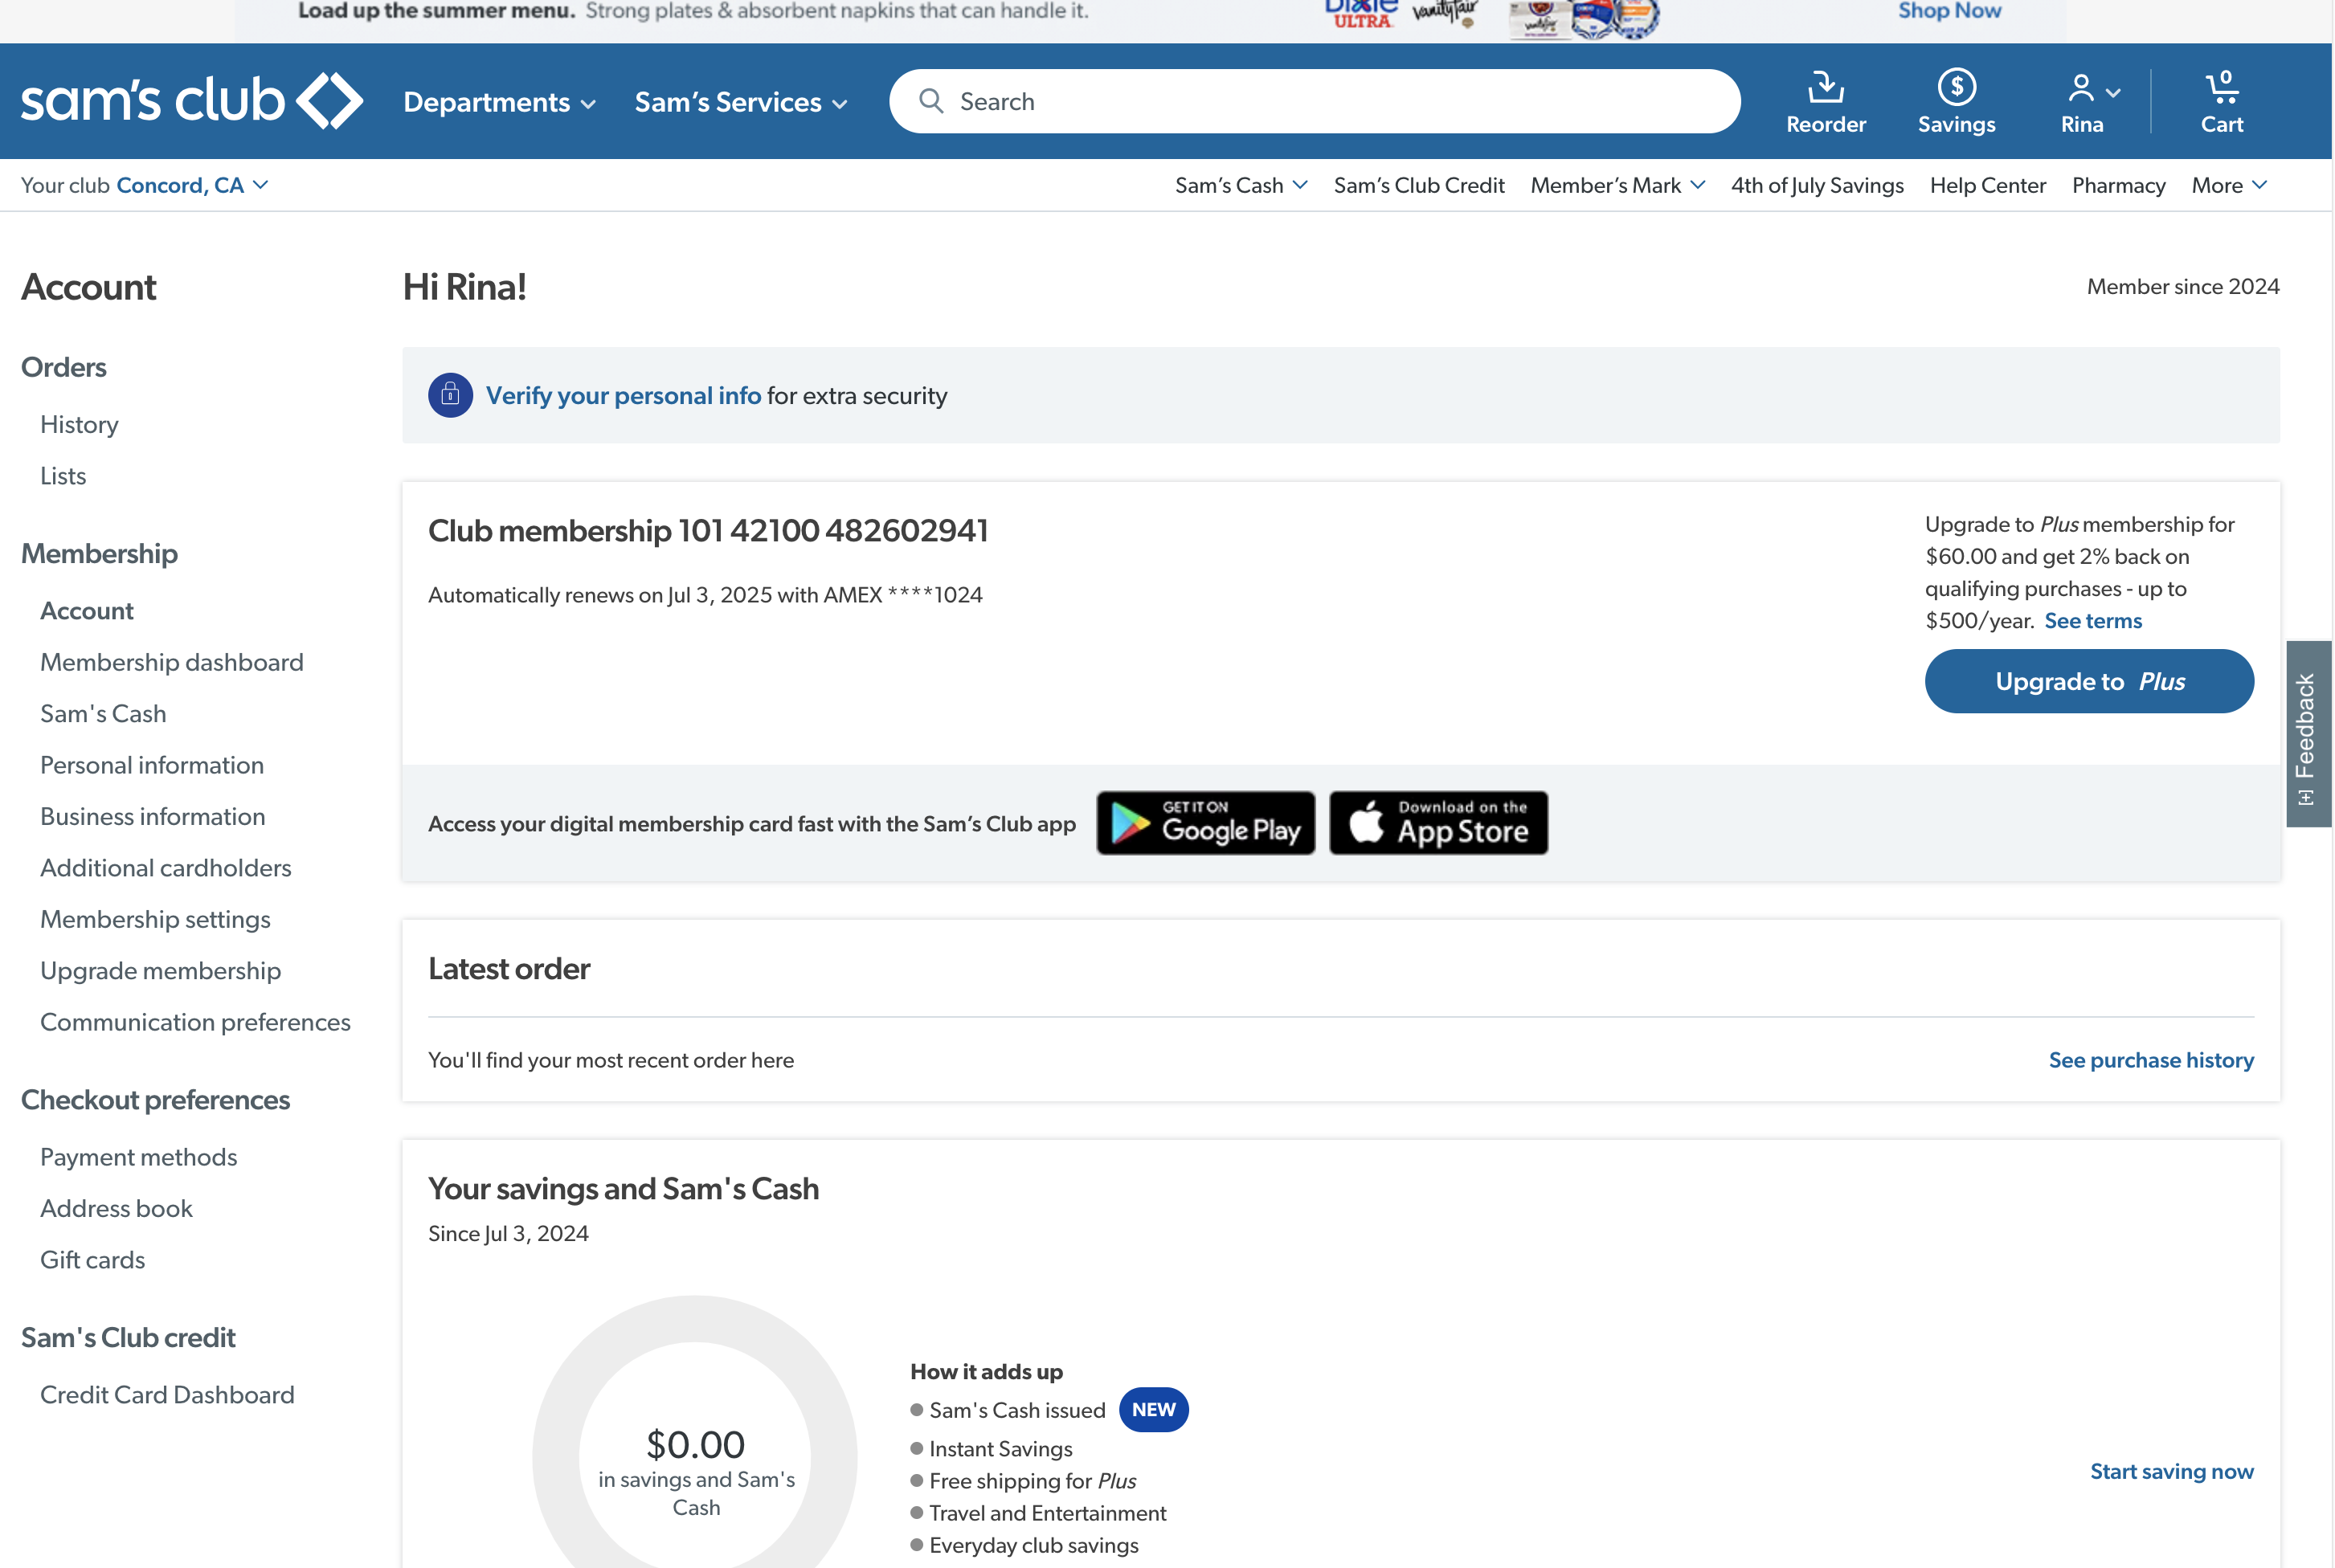 Load up the summer menu. Strong plates & absorbent napkins that can handle it.
DIXIE ULTRA vanity fair
Shop Now
sam's club
Departments
Sam's Services
Search
Reorder
Savings
Rina
0
Cart
Your club Concord, CA
Sam's Cash
Sam's Club Credit
Member's Mark
4th of July Savings
Help Center
Pharmacy
More
Account
Orders
History
Lists
Membership
Account
Membership dashboard
Sam's Cash
Personal information
Business information
Additional cardholders
Membership settings
Upgrade membership
Communication preferences
Checkout preferences
Payment methods
Address book
Gift cards
Sam's Club credit
Credit Card Dashboard
Hi Rina!
Member since 2024
Verify your personal info for extra security
Club membership 101 42100 482602941
Automatically renews on Jul 3, 2025 with AMEX ****1024
Upgrade to Plus membership for
$60.00 and get 2% back on
qualifying purchases - up to
$500/year. See terms
Upgrade to Plus
Access your digital membership card fast with the Sam's Club app
GET IT ON
Google Play
Download on the
App Store
Latest order
You'll find your most recent order here
See purchase history
Your savings and Sam's Cash
Since Jul 3, 2024
$0.00
in savings and Sam's
Cash
How it adds up
Sam's Cash issued NEW
Instant Savings
Free shipping for Plus
Travel and Entertainment
Everyday club savings
Start saving now
[+] Feedback